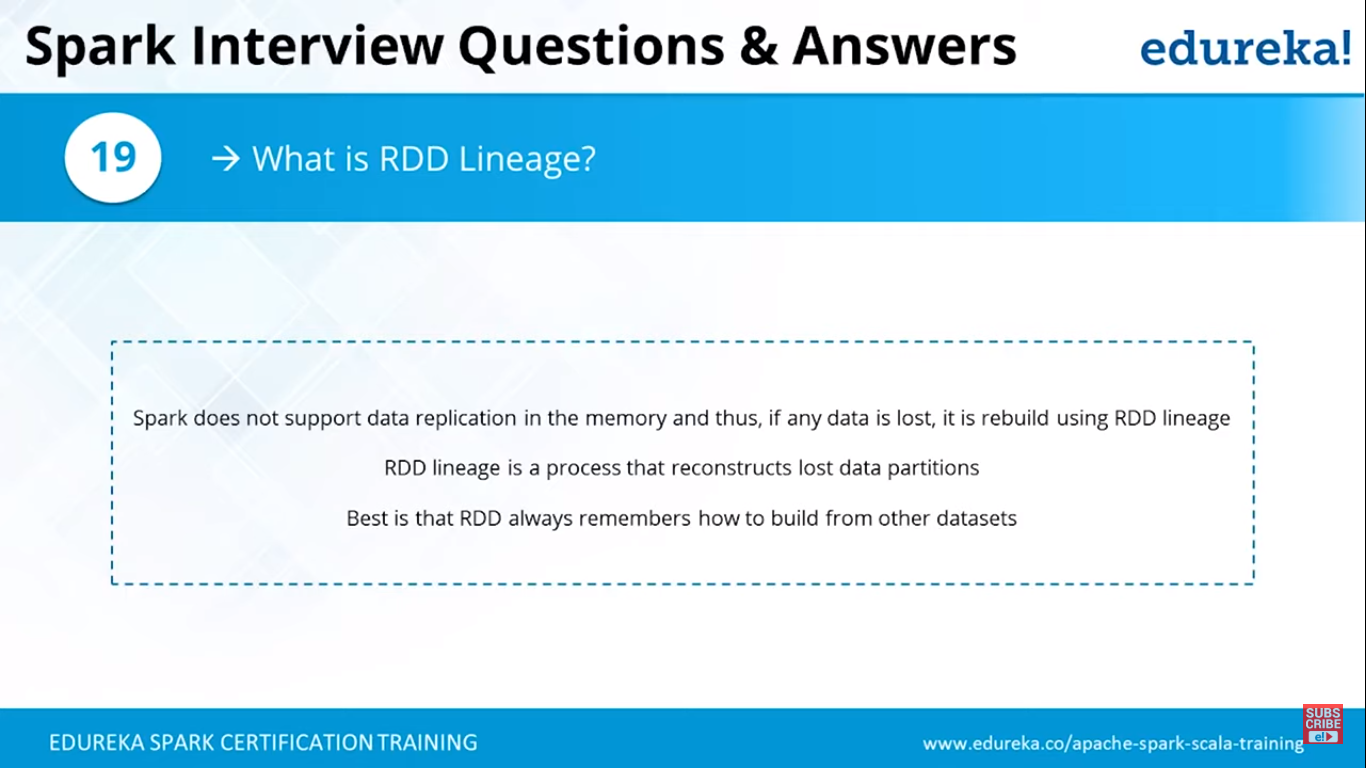 Spark Interview Questions & Answers
edureka!
19
→ What is RDD Lineage?
Spark does not support data replication in the memory and thus, if any data is lost, it is rebuild using RDD lineage
RDD lineage is a process that reconstructs lost data partitions
Best is that RDD always remembers how to build from other datasets
EDUREKA SPARK CERTIFICATION TRAINING
www.edureka.co/apache-spark-scala-training
SUBS
CRIBE
e!